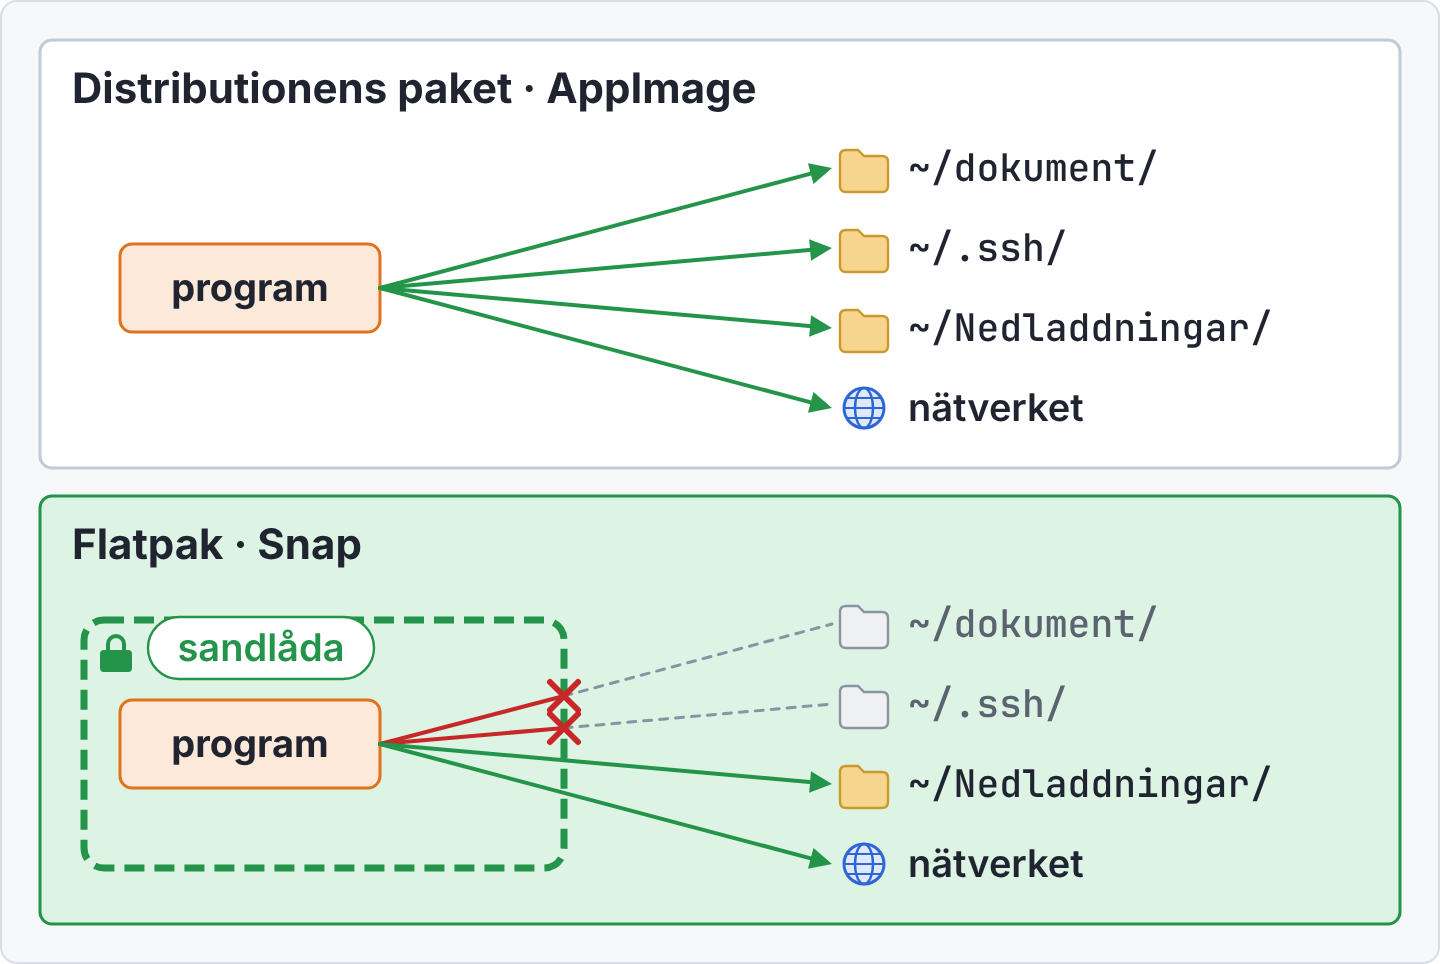 Distributionens paket · AppImage
~/dokument/
~/.ssh/
program
~/Nedladdningar/
nätverket
Flatpak · Snap
sandlåda
~/dokument/
~/.ssh/
program
~/Nedladdningar/
nätverket